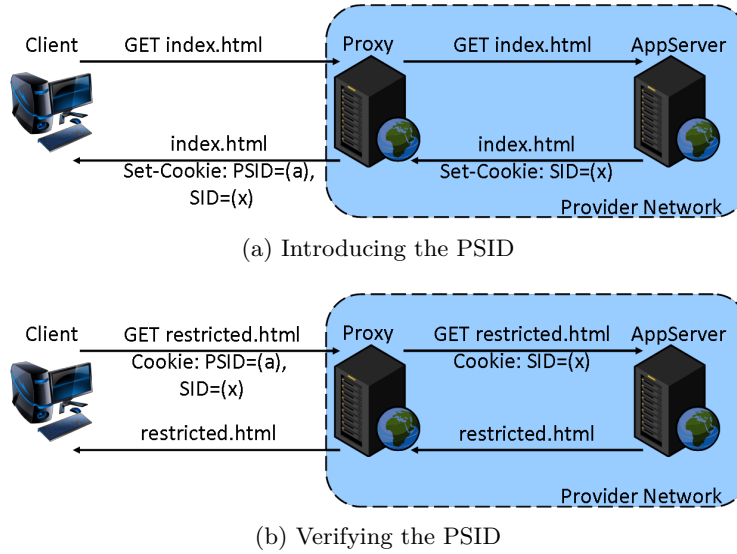 Client
Proxy
AppServer
GET index.html
GET index.html
index.html
Set-Cookie: PSID=(a),
SID=(x)
index.html
Set-Cookie: SID=(x)
Provider Network
(a) Introducing the PSID
Client
Proxy
AppServer
GET restricted.html
Cookie: PSID=(a),
SID=(x)
GET restricted.html
Cookie: SID=(x)
restricted.html
restricted.html
Provider Network
(b) Verifying the PSID